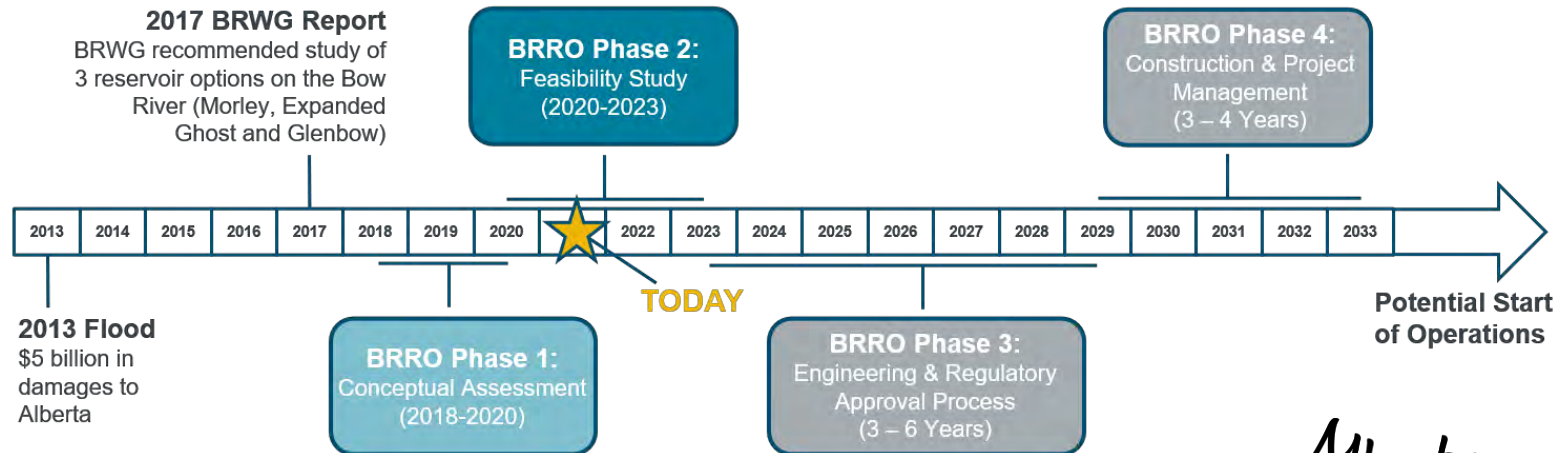 2017 BRWG Report
BRWG recommended study of
3 reservoir options on the Bow
River (Morley, Expanded
Ghost and Glenbow)
BRRO Phase 2:
Feasibility Study
(2020-2023)
BRRO Phase 4:
Construction & Project
Management
(3 – 4 Years)
2013 2014 2015 2016 2017 2018 2019 2020 2022 2023 2024 2025 2026 2027 2028 2029 2030 2031 2032 2033
TODAY
2013 Flood
$5 billion in
damages to
Alberta
BRRO Phase 1:
Conceptual Assessment
(2018-2020)
BRRO Phase 3:
Engineering & Regulatory
Approval Process
(3 – 6 Years)
Potential Start
of Operations